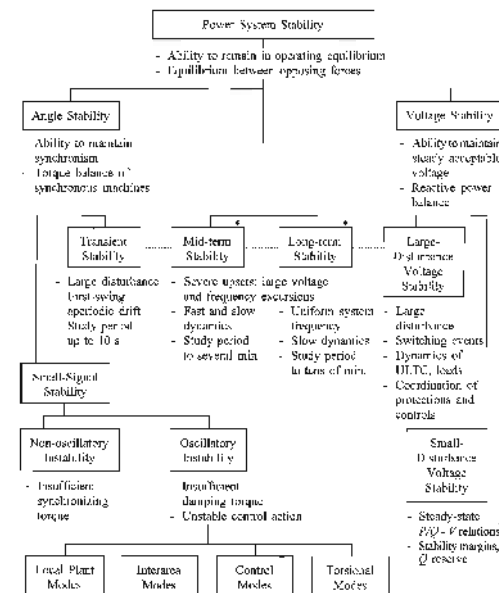 Power System Stability
- Ability to remain in operating equilibrium
- Equilibrium between opposing forces
Angle Stability
- Ability to maintain
synchronism
- Torque balance of
synchronous machines
Voltage Stability
- Ability to maintain
steady acceptable
voltage
- Reactive power
balance
Transient
Stability
- Large disturbance
First-swing
aperiodic drift
Study period
up to 10 s
*
Mid-term
Stability
*
Long-term
Stability
- Severe upsets; large voltage
and frequency excursions
- Fast and slow
dynamics
- Study period
to several min.
- Uniform system
frequency
- Slow dynamics
- Study period
to tens of min.
Large-
Disturbance
Voltage
Stability
- Large
disturbance
- Switching events
- Dynamics of
ULTC, loads
- Coordination of
protections and
controls
Small-Signal
Stability
Non-oscillatory
Instability
- Insufficient
synchronizing
torque
Oscillatory
Instability
Insufficient
damping torque
- Unstable control action
Small-
Disturbance
Voltage
Stability
- Steady-state
P/Q - V relations
- Stability margins,
Q reserve
Local Plant
Modes
Interarea
Modes
Control
Modes
Torsional
Modes